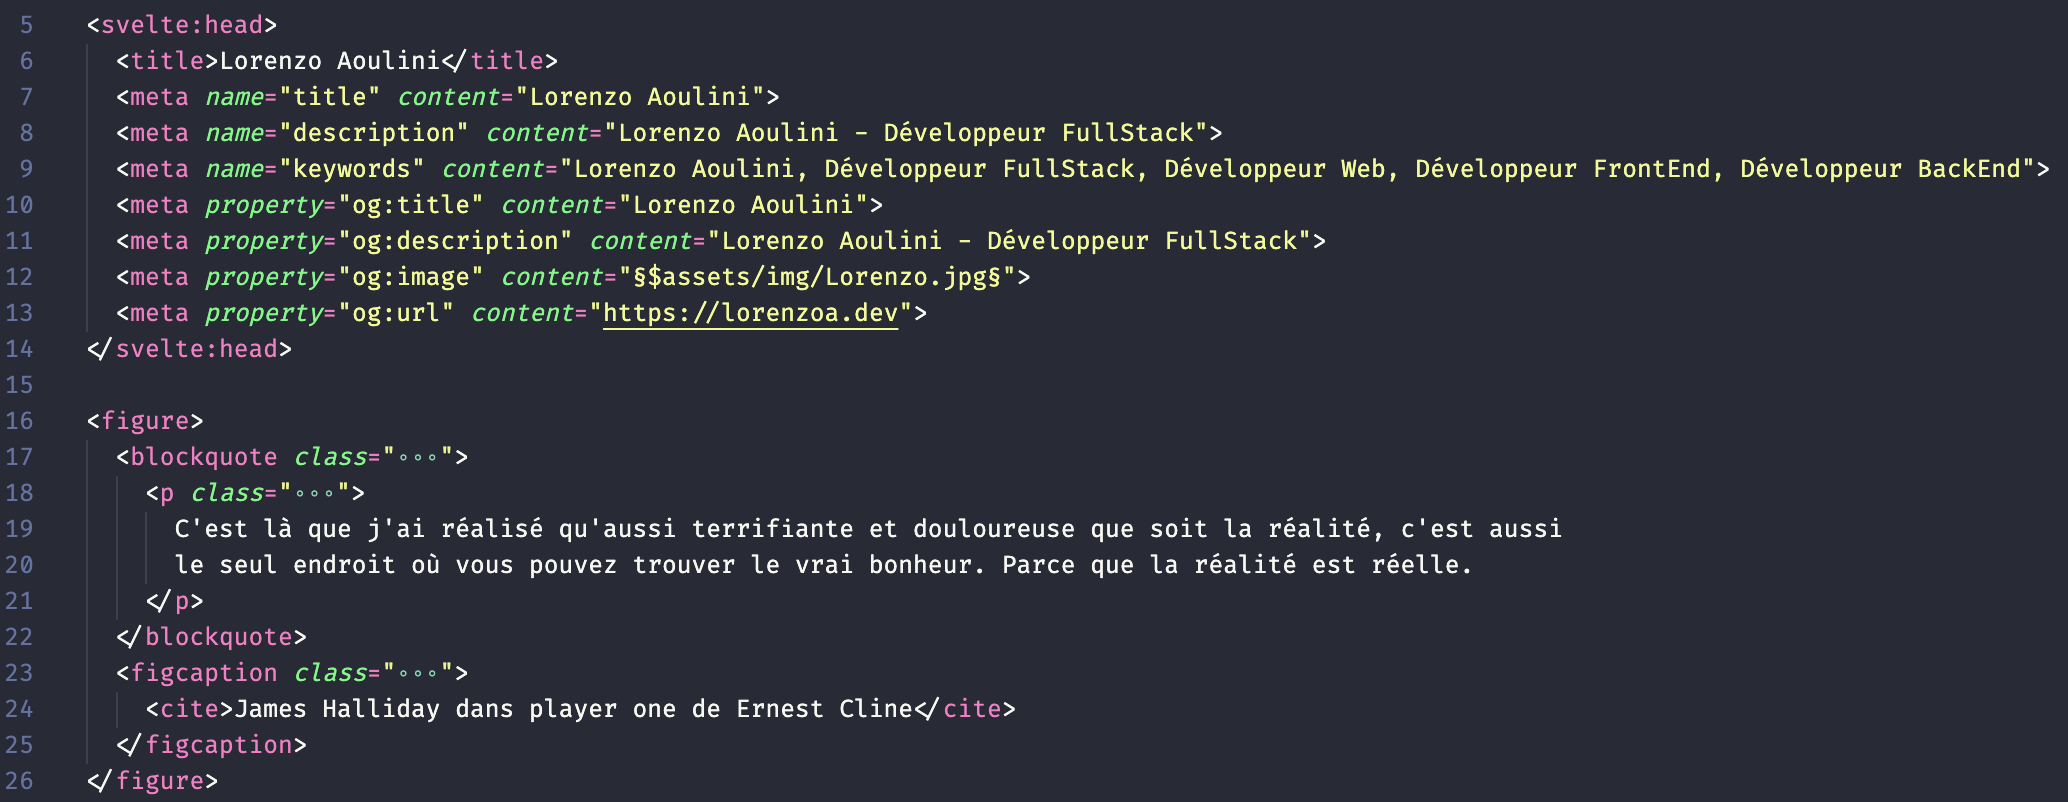 5 <svelte:head>
6 <title>Lorenzo Aoulini</title>
7 <meta name="title" content="Lorenzo Aoulini">
8 <meta name="description" content="Lorenzo Aoulini - Développeur FullStack">
9 <meta name="keywords" content="Lorenzo Aoulini, Développeur FullStack, Développeur Web, Développeur FrontEnd, Développeur BackEnd">
10 <meta property="og:title" content="Lorenzo Aoulini">
11 <meta property="og:description" content="Lorenzo Aoulini - Développeur FullStack">
12 <meta property="og:image" content="§$assets/img/Lorenzo.jpg§">
13 <meta property="og:url" content="https://lorenzoa.dev">
14 </svelte:head>
15
16 <figure>
17 <blockquote class="◦◦◦">
18 <p class="◦◦◦">
19 C'est là que j'ai réalisé qu'aussi terrifiante et douloureuse que soit la réalité, c'est aussi
20 le seul endroit où vous pouvez trouver le vrai bonheur. Parce que la réalité est réelle.
21 </p>
22 </blockquote>
23 <figcaption class="◦◦◦">
24 <cite>James Halliday dans player one de Ernest Cline</cite>
25 </figcaption>
26 </figure>